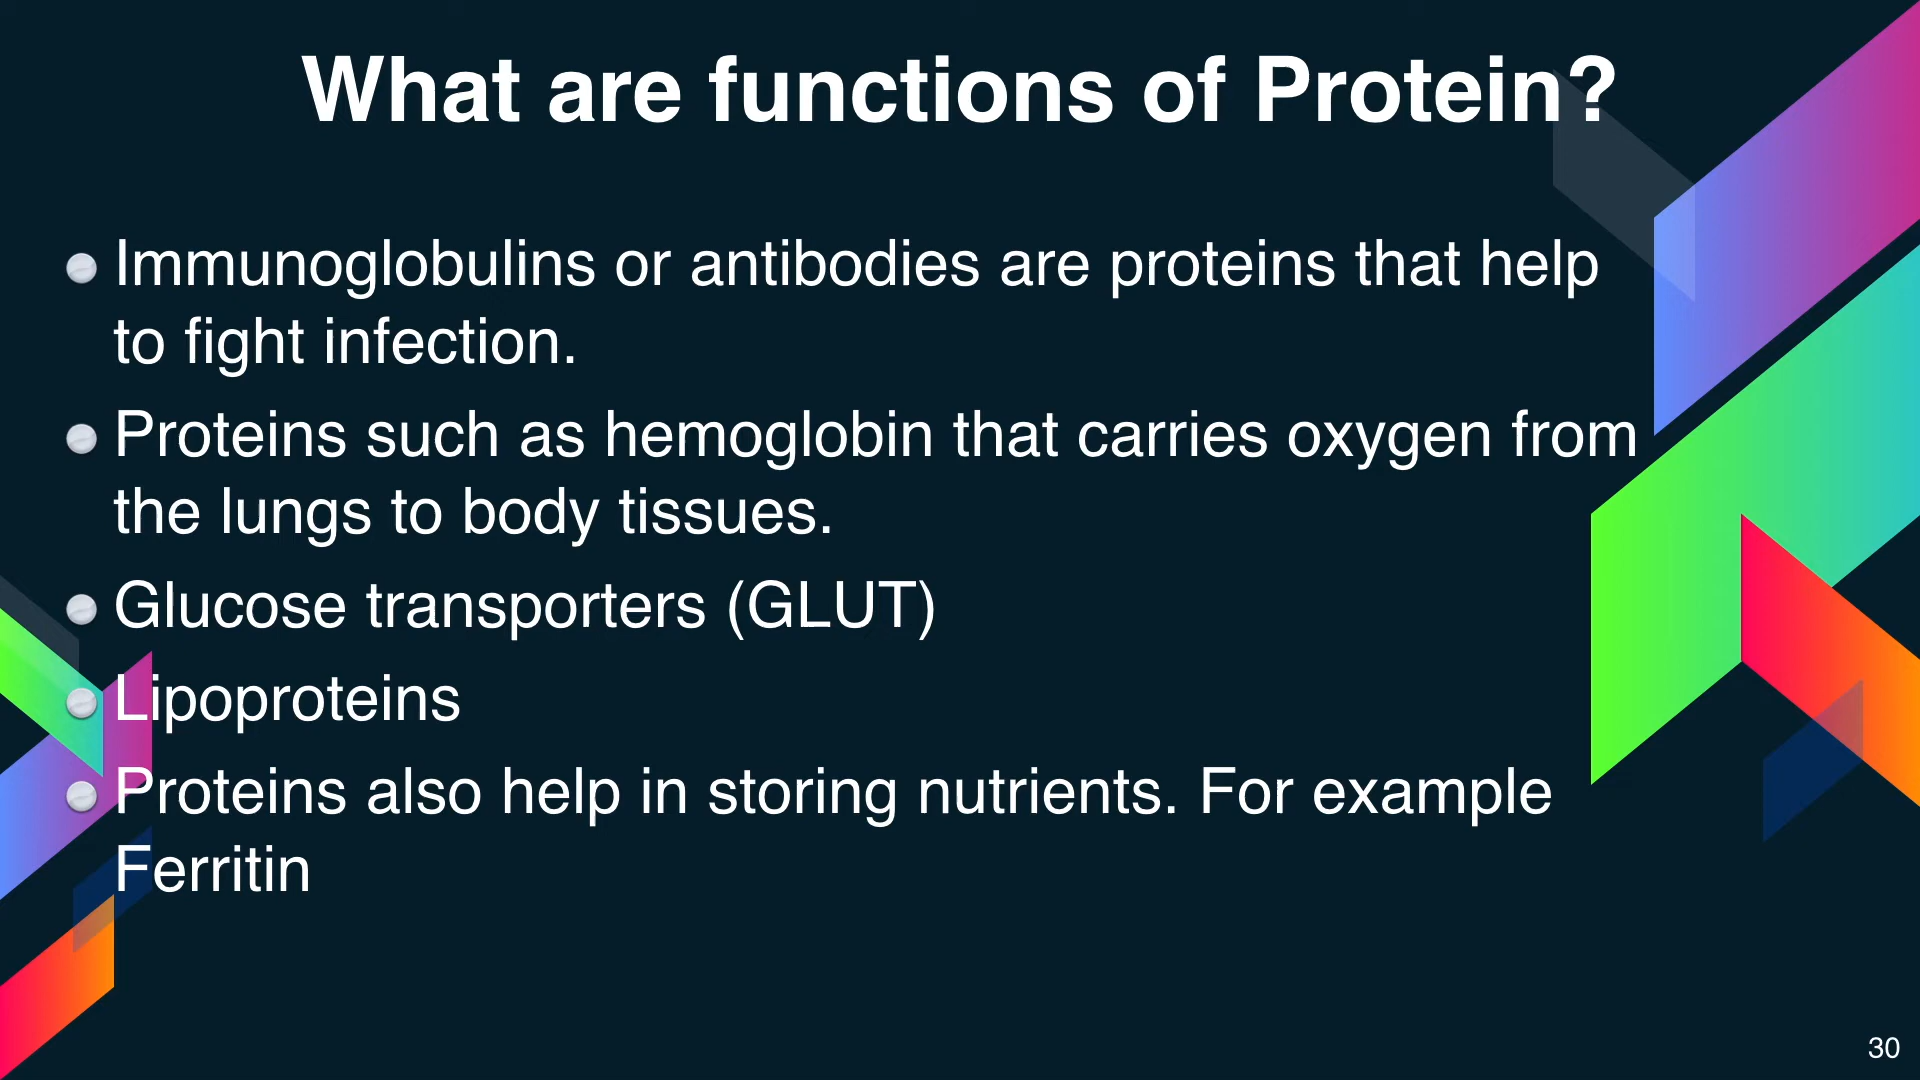 What are functions of Protein?
Immunoglobulins or antibodies are proteins that help
to fight infection.
Proteins such as hemoglobin that carries oxygen from
the lungs to body tissues.
Glucose transporters (GLUT)
Lipoproteins
Proteins also help in storing nutrients. For example
Ferritin
30